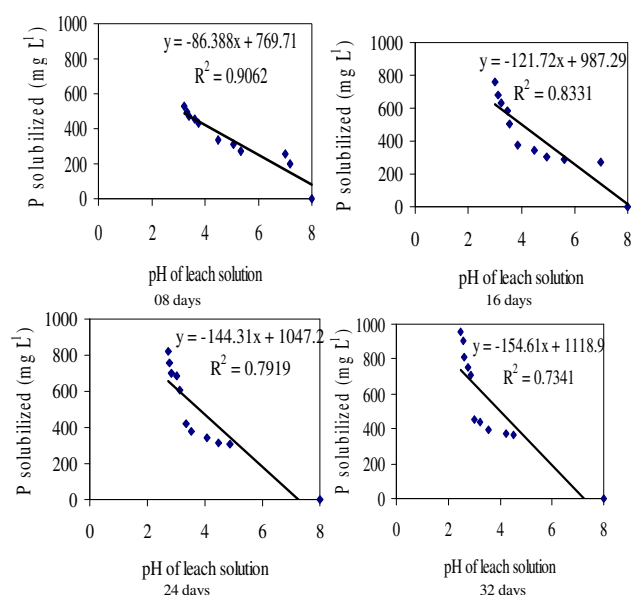 P solubilized (mg L¹)
1000
800
600
400
200
0
y = -86.388x + 769.71
R² = 0.9062
0 2 4 6 8
pH of leach solution
08 days
P solubilized (mg L¹)
1000
800
600
400
200
0
y = -121.72x + 987.29
R² = 0.8331
0 2 4 6 8
pH of leach solution
16 days
P solubilized (mg L¹)
1000
800
600
400
200
0
y = -144.31x + 1047.2
R² = 0.7919
0 2 4 6 8
pH of leach solution
24 days
P solubilized (mg L¹)
1000
800
600
400
200
0
y = -154.61x + 1118.9
R² = 0.7341
0 2 4 6 8
pH of leach solution
32 days